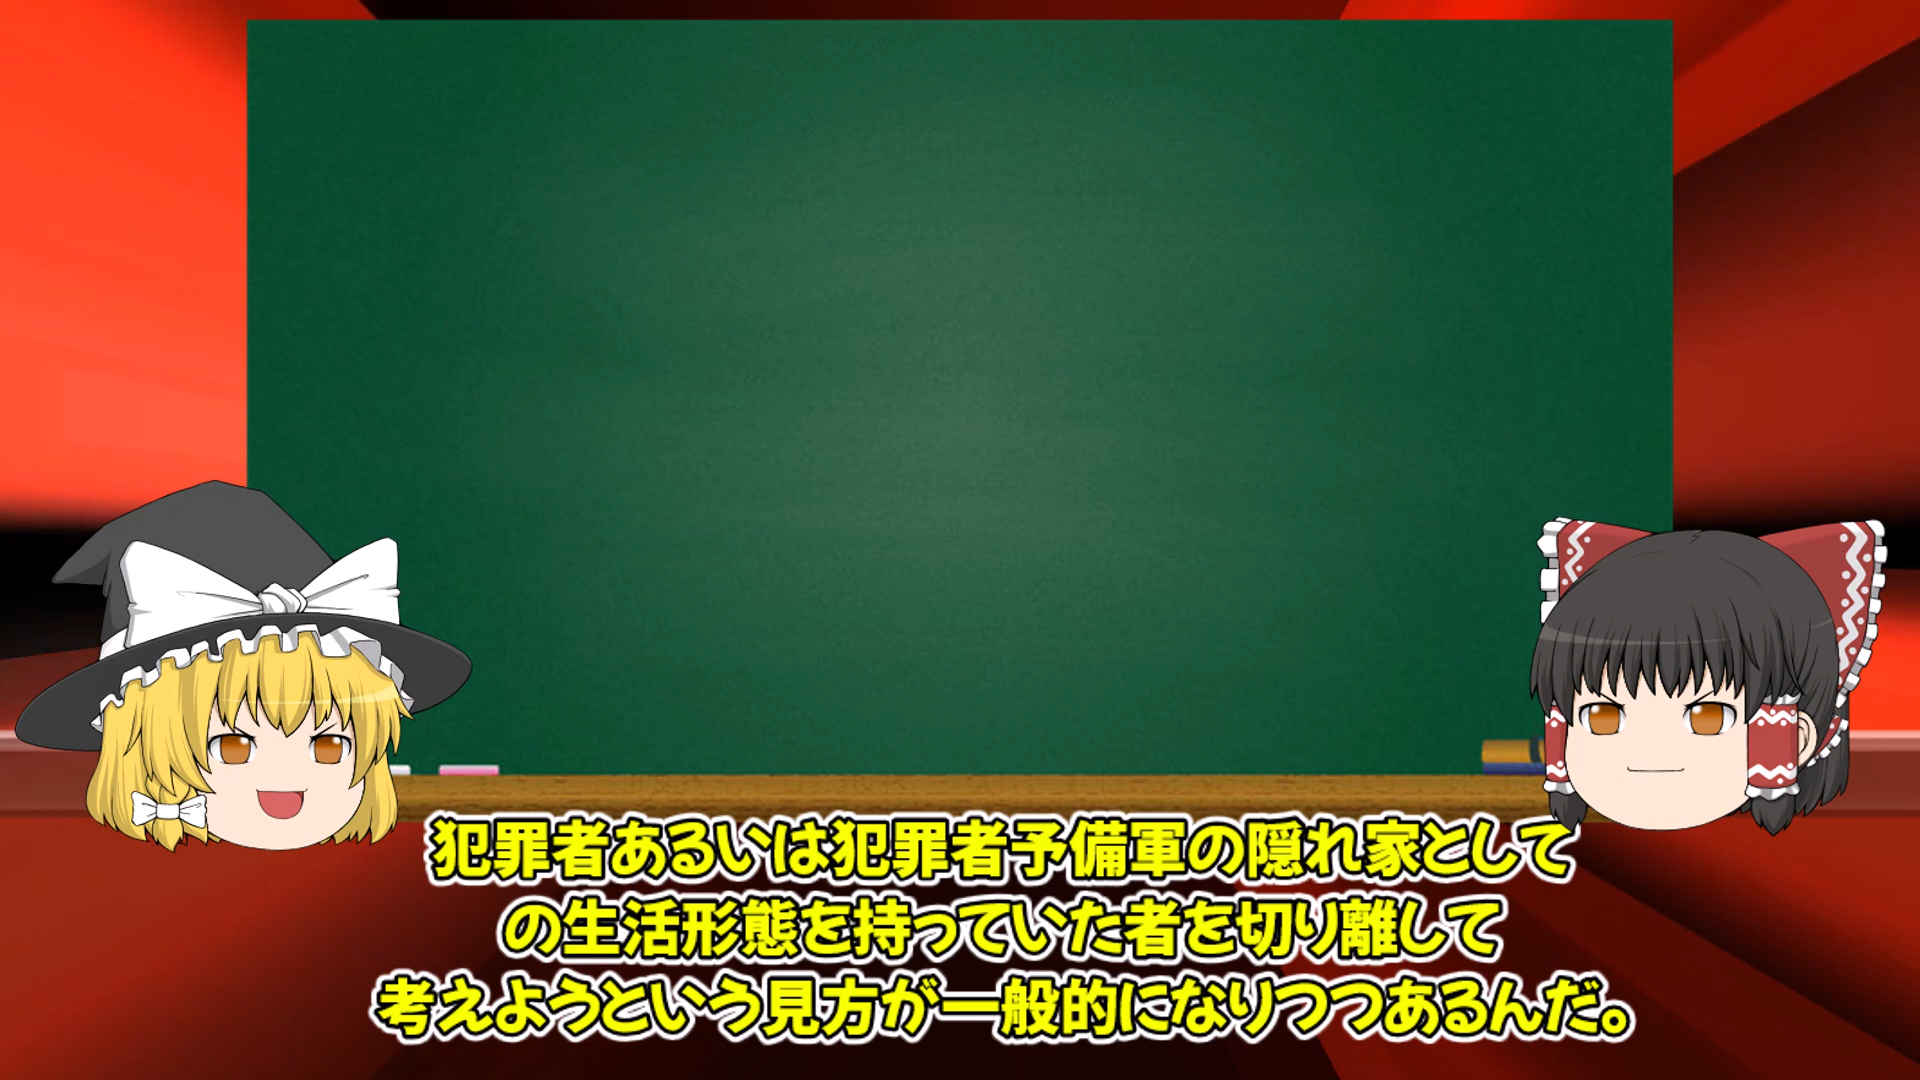 犯罪者あるいは犯罪者予備軍の隠れ家として
の生活形態を持っていた者を切り離して
考えようという見方が一般的になりつつあるんだ。